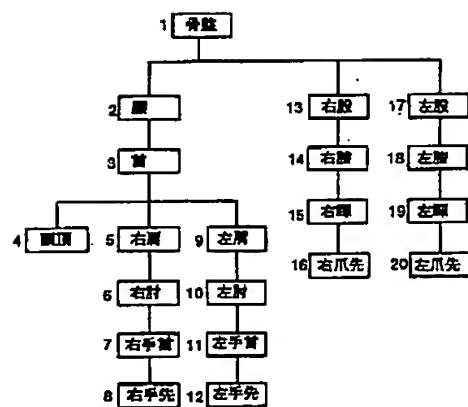 1 骨盤
2 腰
3 首
4 頭頂
5 右肩
6 右肘
7 右手首
8 右手先
9 左肩
10 左肘
11 左手首
12 左手先
13 右股
14 右膝
15 右踝
16 右爪先
17 左股
18 左膝
19 左踝
20 左爪先